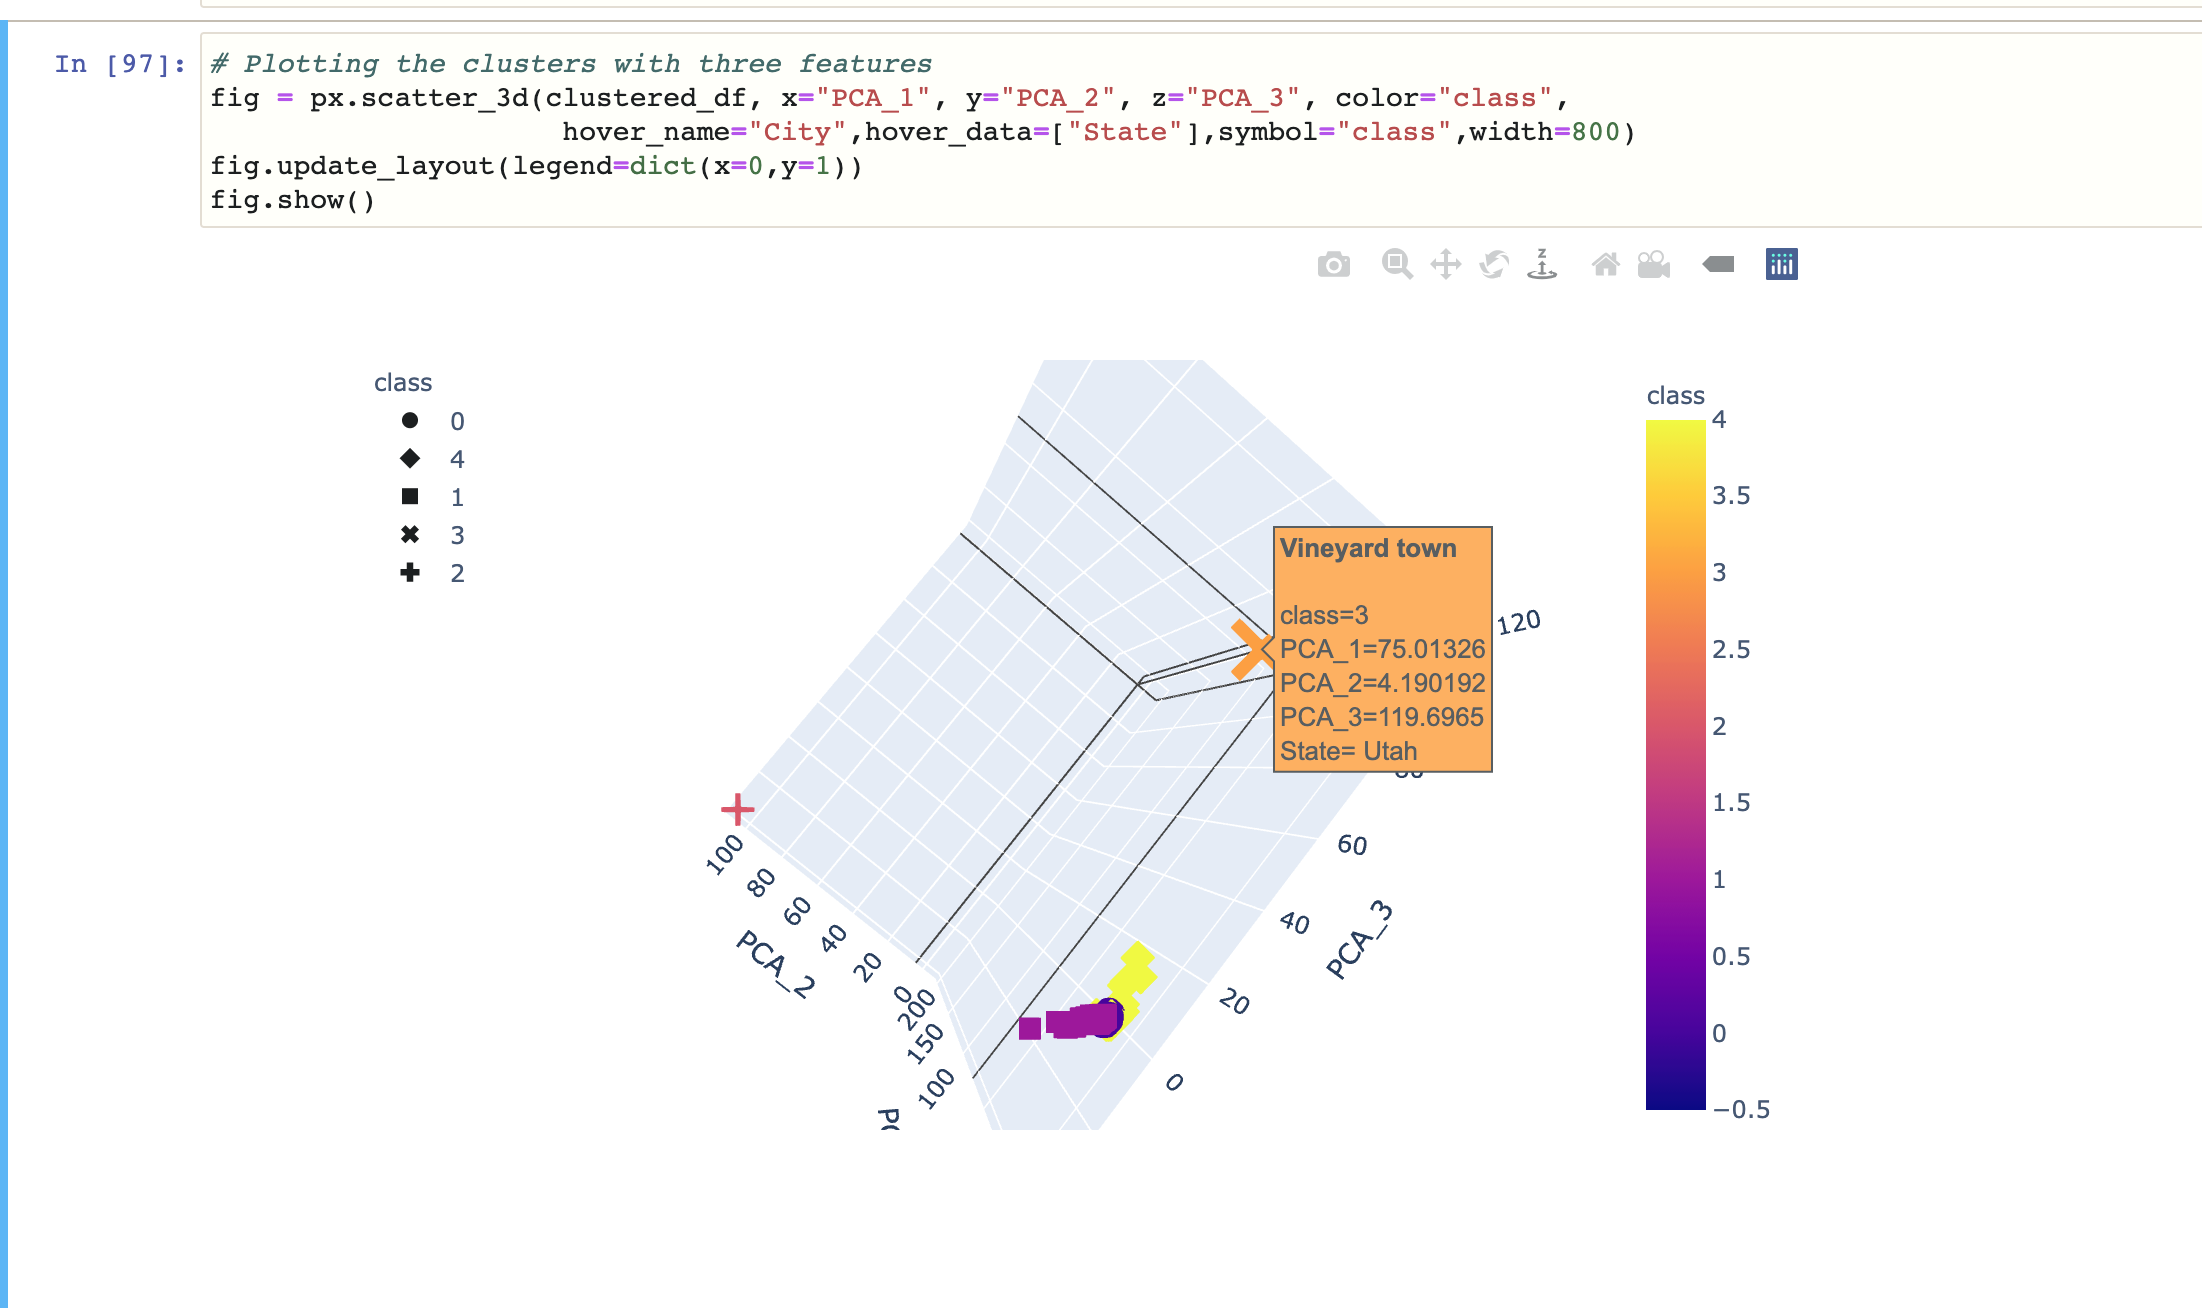 In [97]:
# Plotting the clusters with three features
fig = px.scatter_3d(clustered_df, x="PCA_1", y="PCA_2", z="PCA_3", color="class",
hover_name="City",hover_data=["State"],symbol="class",width=800)
fig.update_layout(legend=dict(x=0,y=1))
fig.show()
z
class
0
4
1
3
2
Vineyard town
class=3
PCA_1=75.01326
PCA_2=4.190192
PCA_3=119.6965
State= Utah
120
60
40
20
0
PCA_3
100
80
60
40
20
0
PCA_2
200
150
100
class
4
3.5
3
2.5
2
1.5
1
0.5
0
−0.5